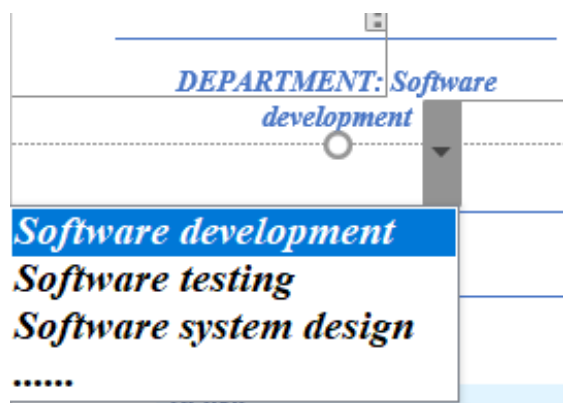 DEPARTMENT: Software
development
Software development
Software testing
Software system design
......